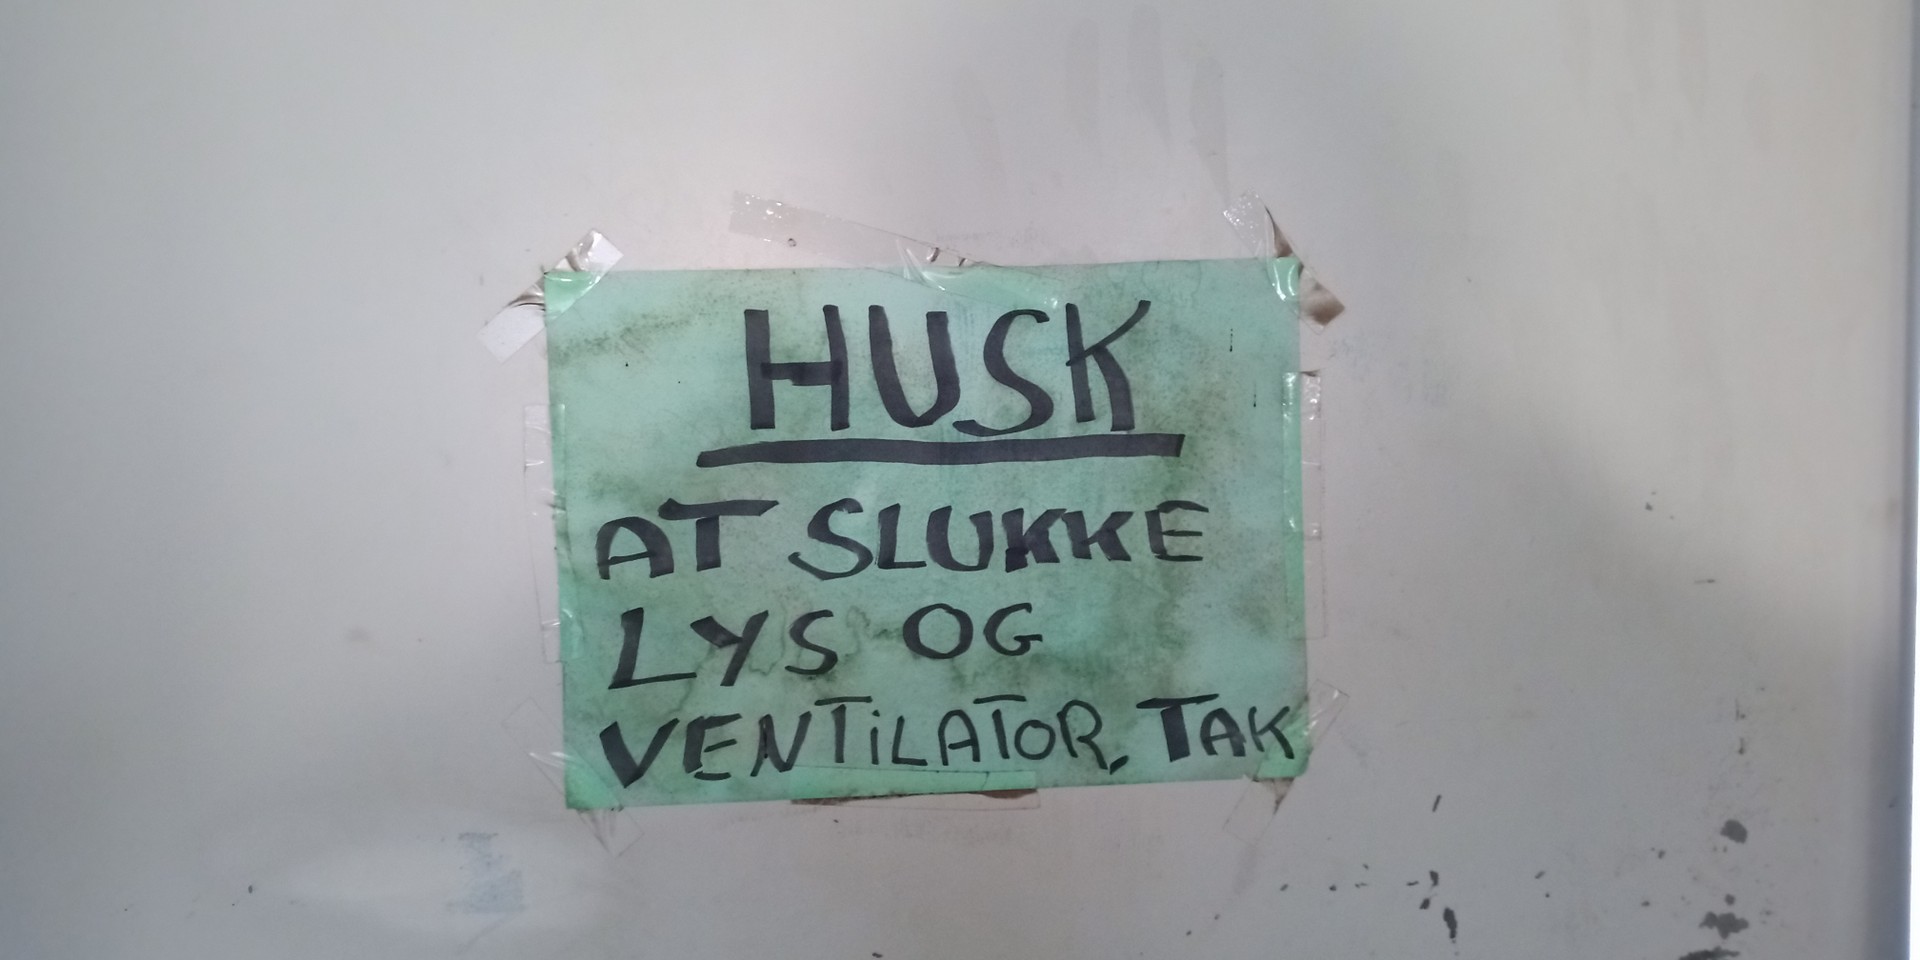 HUSK
AT SLUKKE
LYS OG
VENTiLATOR, TAK